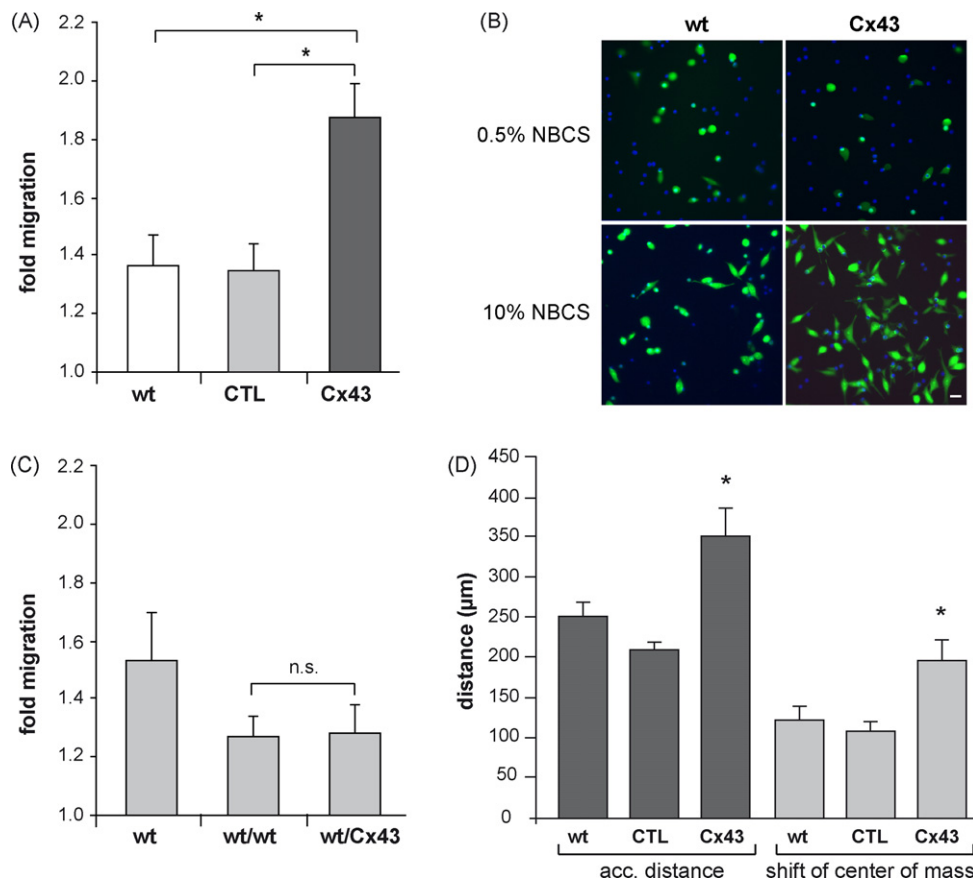 (A)
fold migration
2.2
2.0
1.8
1.6
1.4
1.2
1.0
*
*
wt
CTL
Cx43
(B)
wt
Cx43
0.5% NBCS
10% NBCS
(C)
fold migration
2.2
2.0
1.8
1.6
1.4
1.2
1.0
n.s.
wt
wt/wt
wt/Cx43
(D)
distance (µm)
450
400
350
300
250
200
150
100
50
0
*
*
wt
CTL
Cx43
wt
CTL
Cx43
acc. distance
shift of center of mass